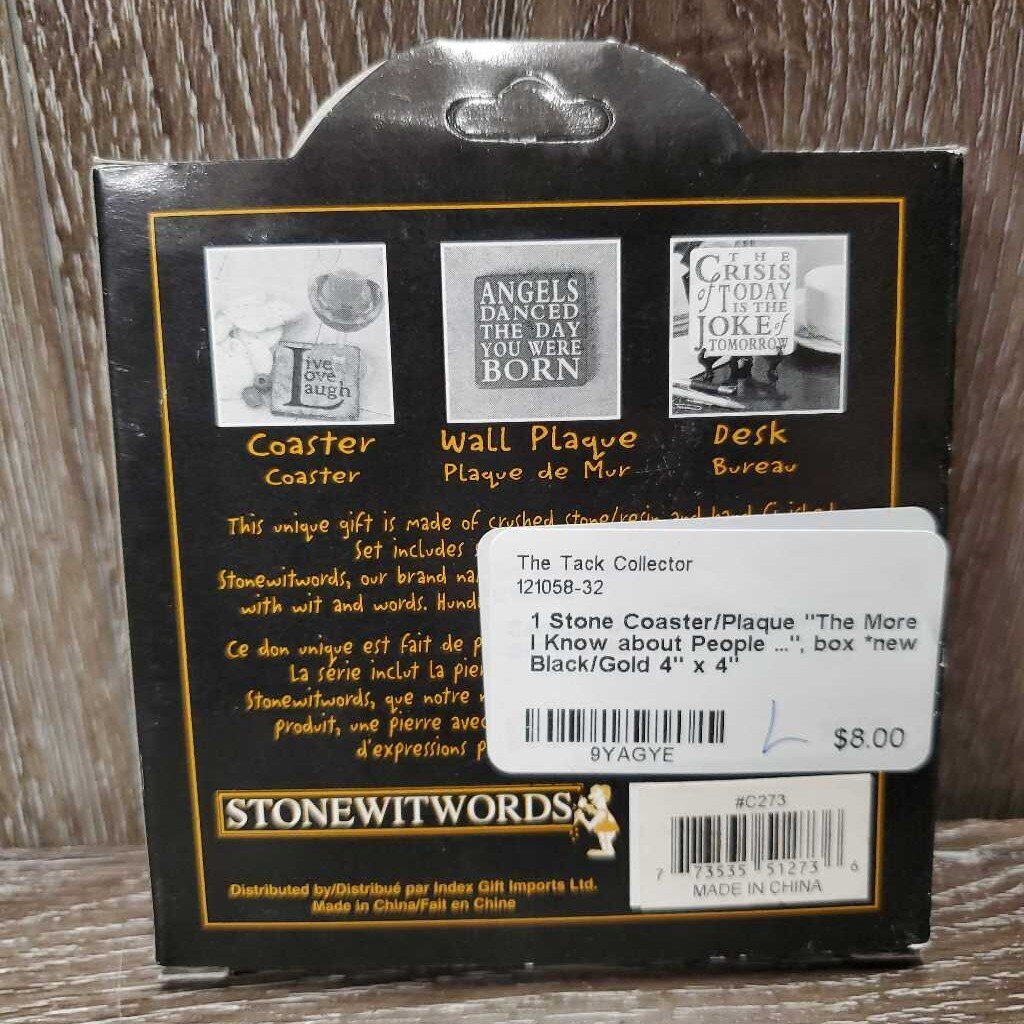 Live
Love
Laugh
ANGELS
DANCED
THE DAY
YOU WERE
BORN
THE
CRISIS
of TODAY
IS THE
JOKE of
TOMORROW
Coaster
Coaster
Wall Plaque
Plaque de Mur
Desk
Bureau
This unique gift is made of crushed stone/resin and hand finished
Set includes
Stonewitwords, our brand
with wit and words.
Ce don unique est fait de
La série inclut la
Stonewitwords, que notre
produit, une pierre avec
d'expressions
The Tack Collector
121058-32
1 Stone Coaster/Plaque "The More
I Know about People ...", box *new
Black/Gold 4" x 4"
9YAGYE
L
$8.00
STONEWITWORDS
Distributed by/Distribué par Index Gift Imports Ltd.
Made in China/Fait en Chine
#C273
7 73535 51273 6
MADE IN CHINA